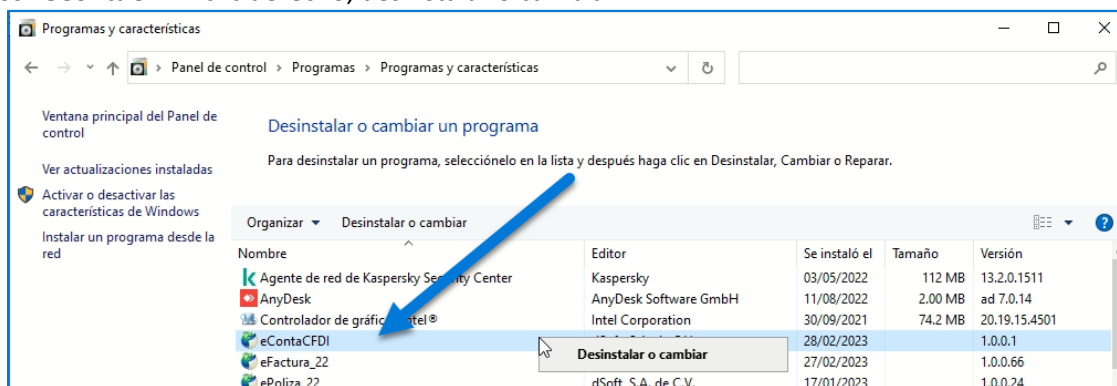 Programas y características
Panel de control > Programas > Programas y características
Ventana principal del Panel de control
Desinstalar o cambiar un programa
Para desinstalar un programa, selecciónelo en la lista y después haga clic en Desinstalar, Cambiar o Reparar.
Ver actualizaciones instaladas
Activar o desactivar las características de Windows
Instalar un programa desde la red
Organizar Desinstalar o cambiar
Nombre Editor Se instaló el Tamaño Versión
Agente de red de Kaspersky Center Kaspersky 03/05/2022 112 MB 13.2.0.1511
AnyDesk AnyDesk Software GmbH 11/08/2022 2.00 MB ad 7.0.14
Controlador de Intel Corporation 30/09/2021 74.2 MB 20.19.15.4501
eContaCFDI 28/02/2023 1.0.0.1
Desinstalar o cambiar
eFactura_22 27/02/2023 1.0.0.66
ePoliza_22 dSoft, S.A. de C.V. 17/01/2023 1.0.0.24